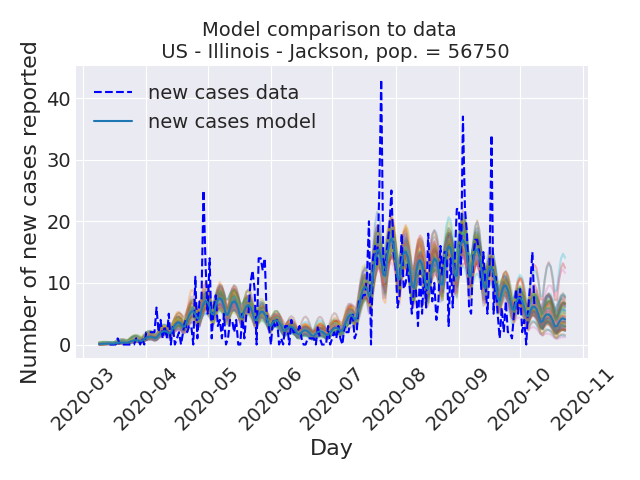 Model comparison to data
US - Illinois - Jackson, pop. = 56750
Number of new cases reported
40
30
20
10
0
new cases data
new cases model
2020-03
2020-04
2020-05
2020-06
2020-07
2020-08
2020-09
2020-10
2020-11
Day